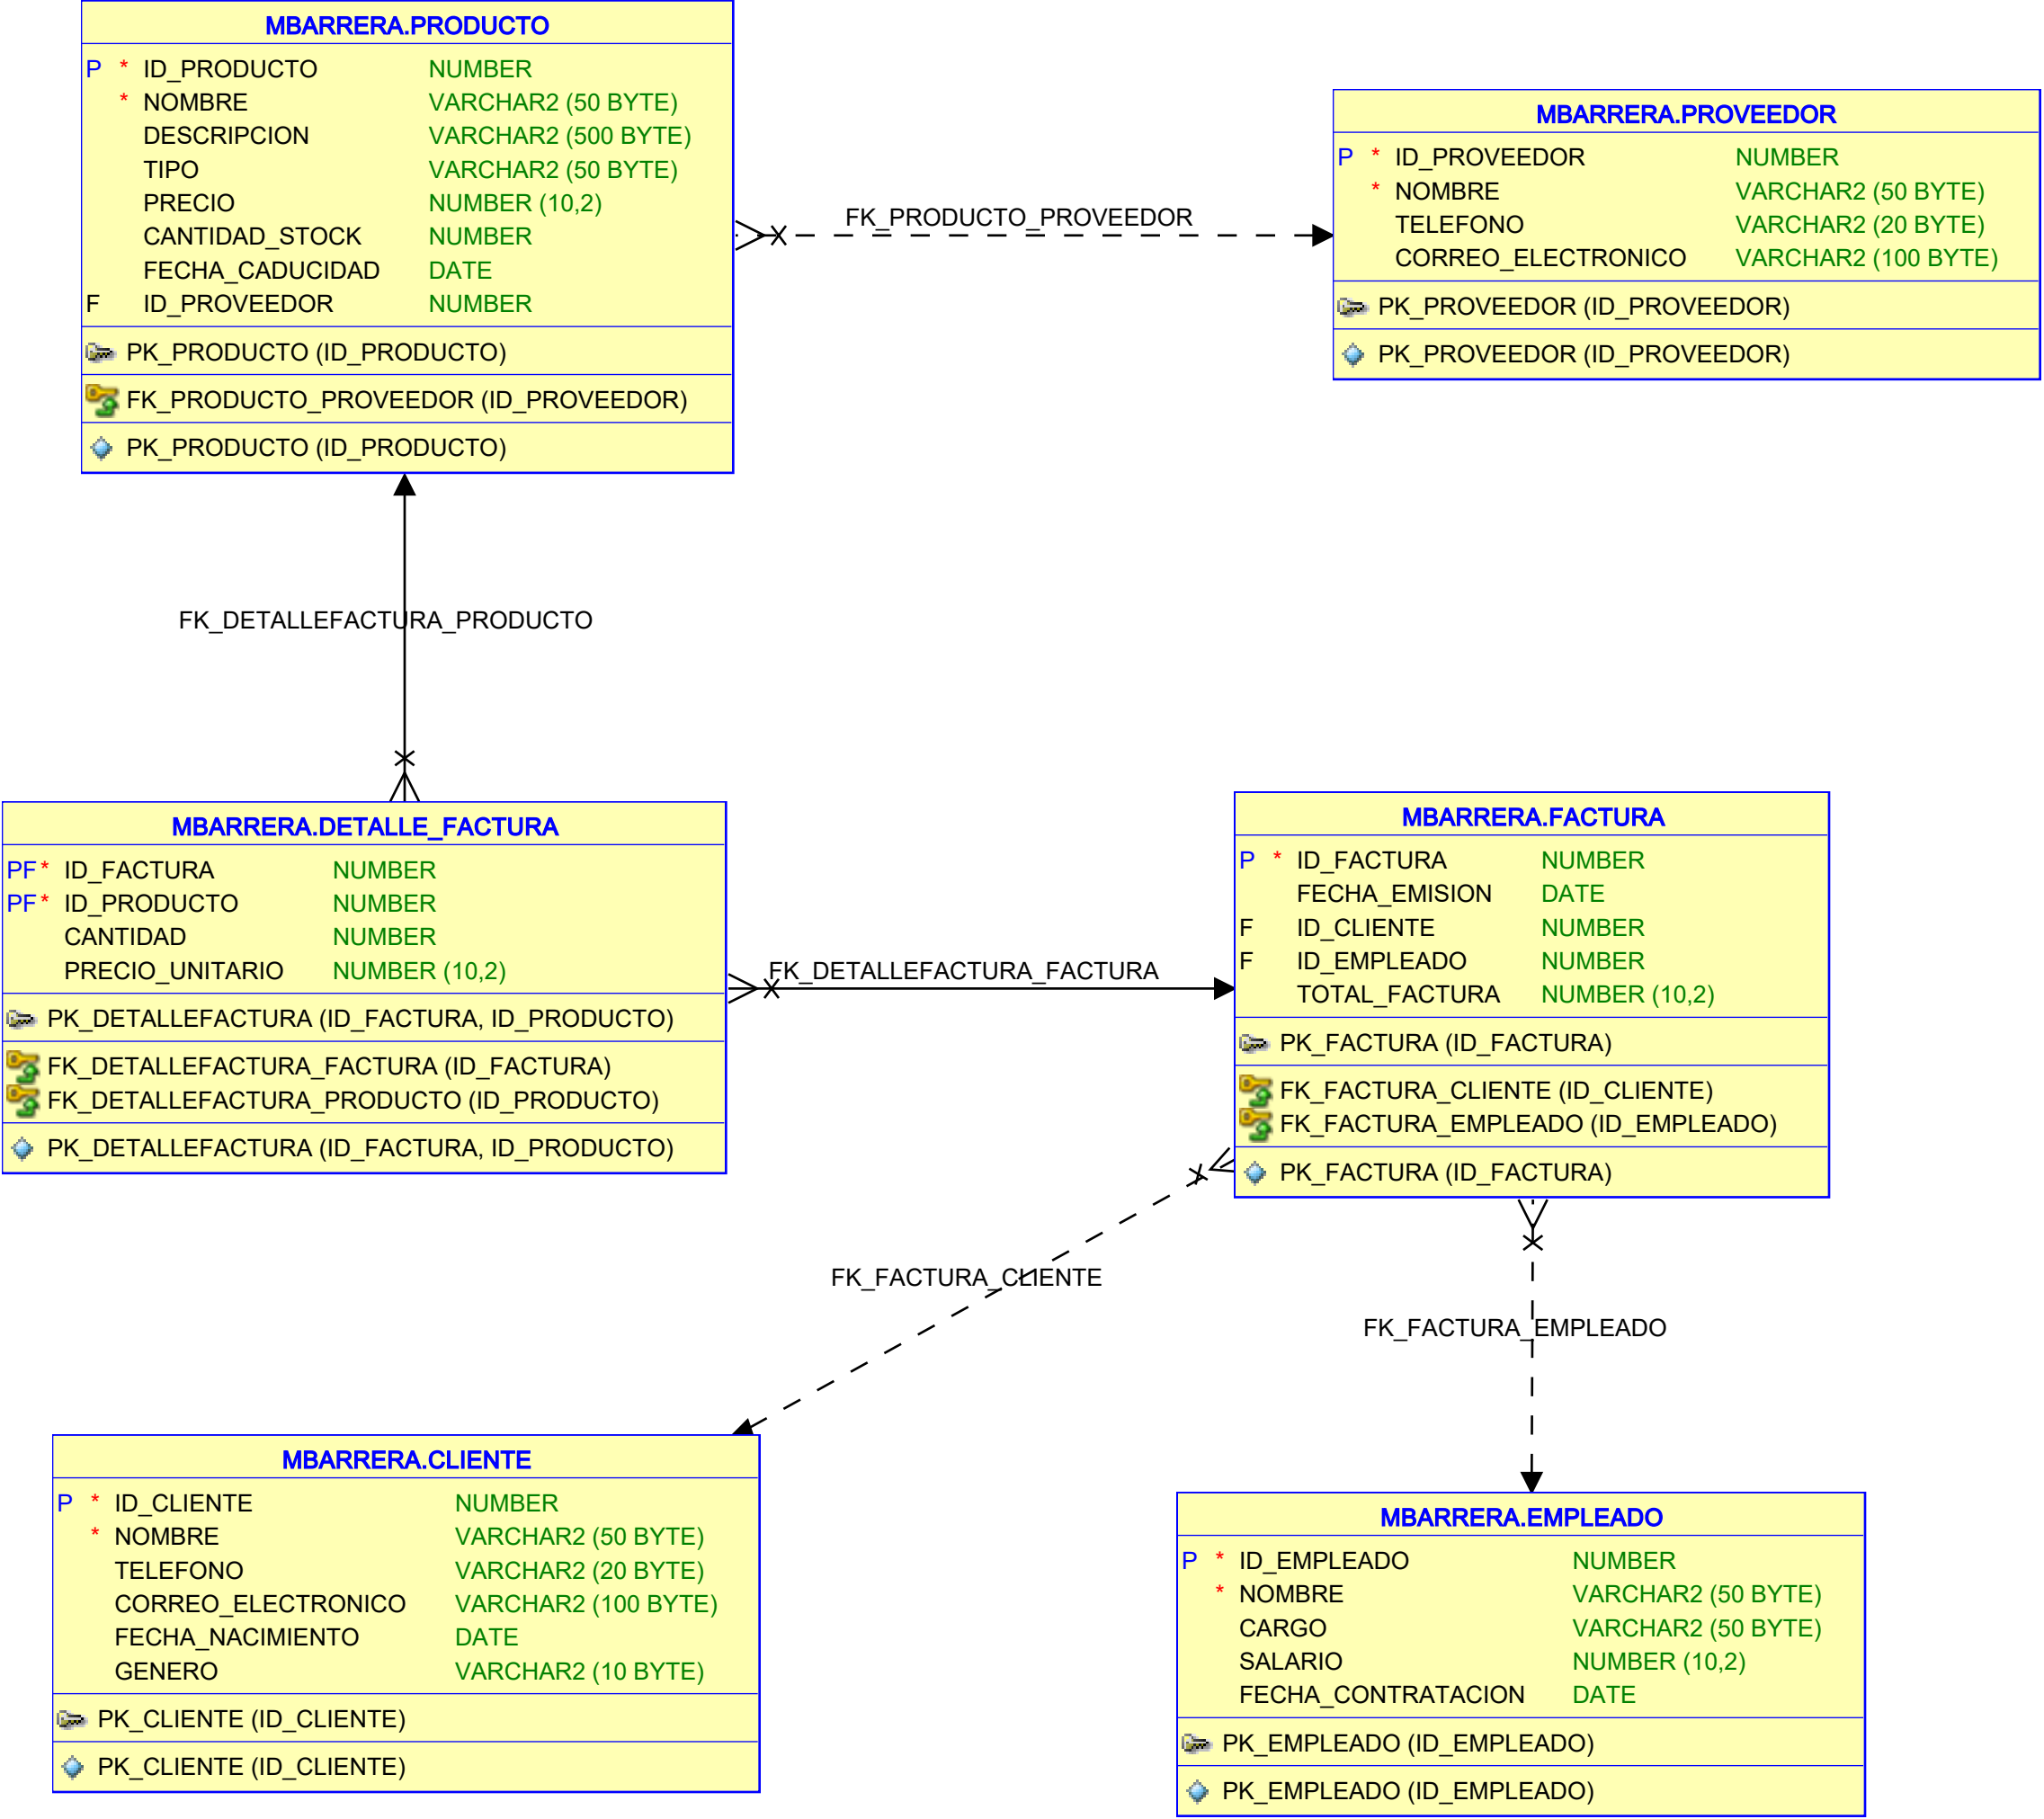 MBARRERA.PRODUCTO
P * ID_PRODUCTO NUMBER
* NOMBRE VARCHAR2 (50 BYTE)
DESCRIPCION VARCHAR2 (500 BYTE)
TIPO VARCHAR2 (50 BYTE)
PRECIO NUMBER (10,2)
CANTIDAD_STOCK NUMBER
FECHA_CADUCIDAD DATE
F ID_PROVEEDOR NUMBER
PK_PRODUCTO (ID_PRODUCTO)
FK_PRODUCTO_PROVEEDOR (ID_PROVEEDOR)
PK_PRODUCTO (ID_PRODUCTO)
FK_PRODUCTO_PROVEEDOR
MBARRERA.PROVEEDOR
P * ID_PROVEEDOR NUMBER
* NOMBRE VARCHAR2 (50 BYTE)
TELEFONO VARCHAR2 (20 BYTE)
CORREO_ELECTRONICO VARCHAR2 (100 BYTE)
PK_PROVEEDOR (ID_PROVEEDOR)
PK_PROVEEDOR (ID_PROVEEDOR)
FK_DETALLEFACTURA_PRODUCTO
MBARRERA.DETALLE_FACTURA
PF * ID_FACTURA NUMBER
PF * ID_PRODUCTO NUMBER
CANTIDAD NUMBER
PRECIO_UNITARIO NUMBER (10,2)
PK_DETALLEFACTURA (ID_FACTURA, ID_PRODUCTO)
FK_DETALLEFACTURA_FACTURA (ID_FACTURA)
FK_DETALLEFACTURA_PRODUCTO (ID_PRODUCTO)
PK_DETALLEFACTURA (ID_FACTURA, ID_PRODUCTO)
FK_DETALLEFACTURA_FACTURA
MBARRERA.FACTURA
P * ID_FACTURA NUMBER
FECHA_EMISION DATE
F ID_CLIENTE NUMBER
F ID_EMPLEADO NUMBER
TOTAL_FACTURA NUMBER (10,2)
PK_FACTURA (ID_FACTURA)
FK_FACTURA_CLIENTE (ID_CLIENTE)
FK_FACTURA_EMPLEADO (ID_EMPLEADO)
PK_FACTURA (ID_FACTURA)
FK_FACTURA_CLIENTE
FK_FACTURA_EMPLEADO
MBARRERA.CLIENTE
P * ID_CLIENTE NUMBER
* NOMBRE VARCHAR2 (50 BYTE)
TELEFONO VARCHAR2 (20 BYTE)
CORREO_ELECTRONICO VARCHAR2 (100 BYTE)
FECHA_NACIMIENTO DATE
GENERO VARCHAR2 (10 BYTE)
PK_CLIENTE (ID_CLIENTE)
PK_CLIENTE (ID_CLIENTE)
MBARRERA.EMPLEADO
P * ID_EMPLEADO NUMBER
* NOMBRE VARCHAR2 (50 BYTE)
CARGO VARCHAR2 (50 BYTE)
SALARIO NUMBER (10,2)
FECHA_CONTRATACION DATE
PK_EMPLEADO (ID_EMPLEADO)
PK_EMPLEADO (ID_EMPLEADO)